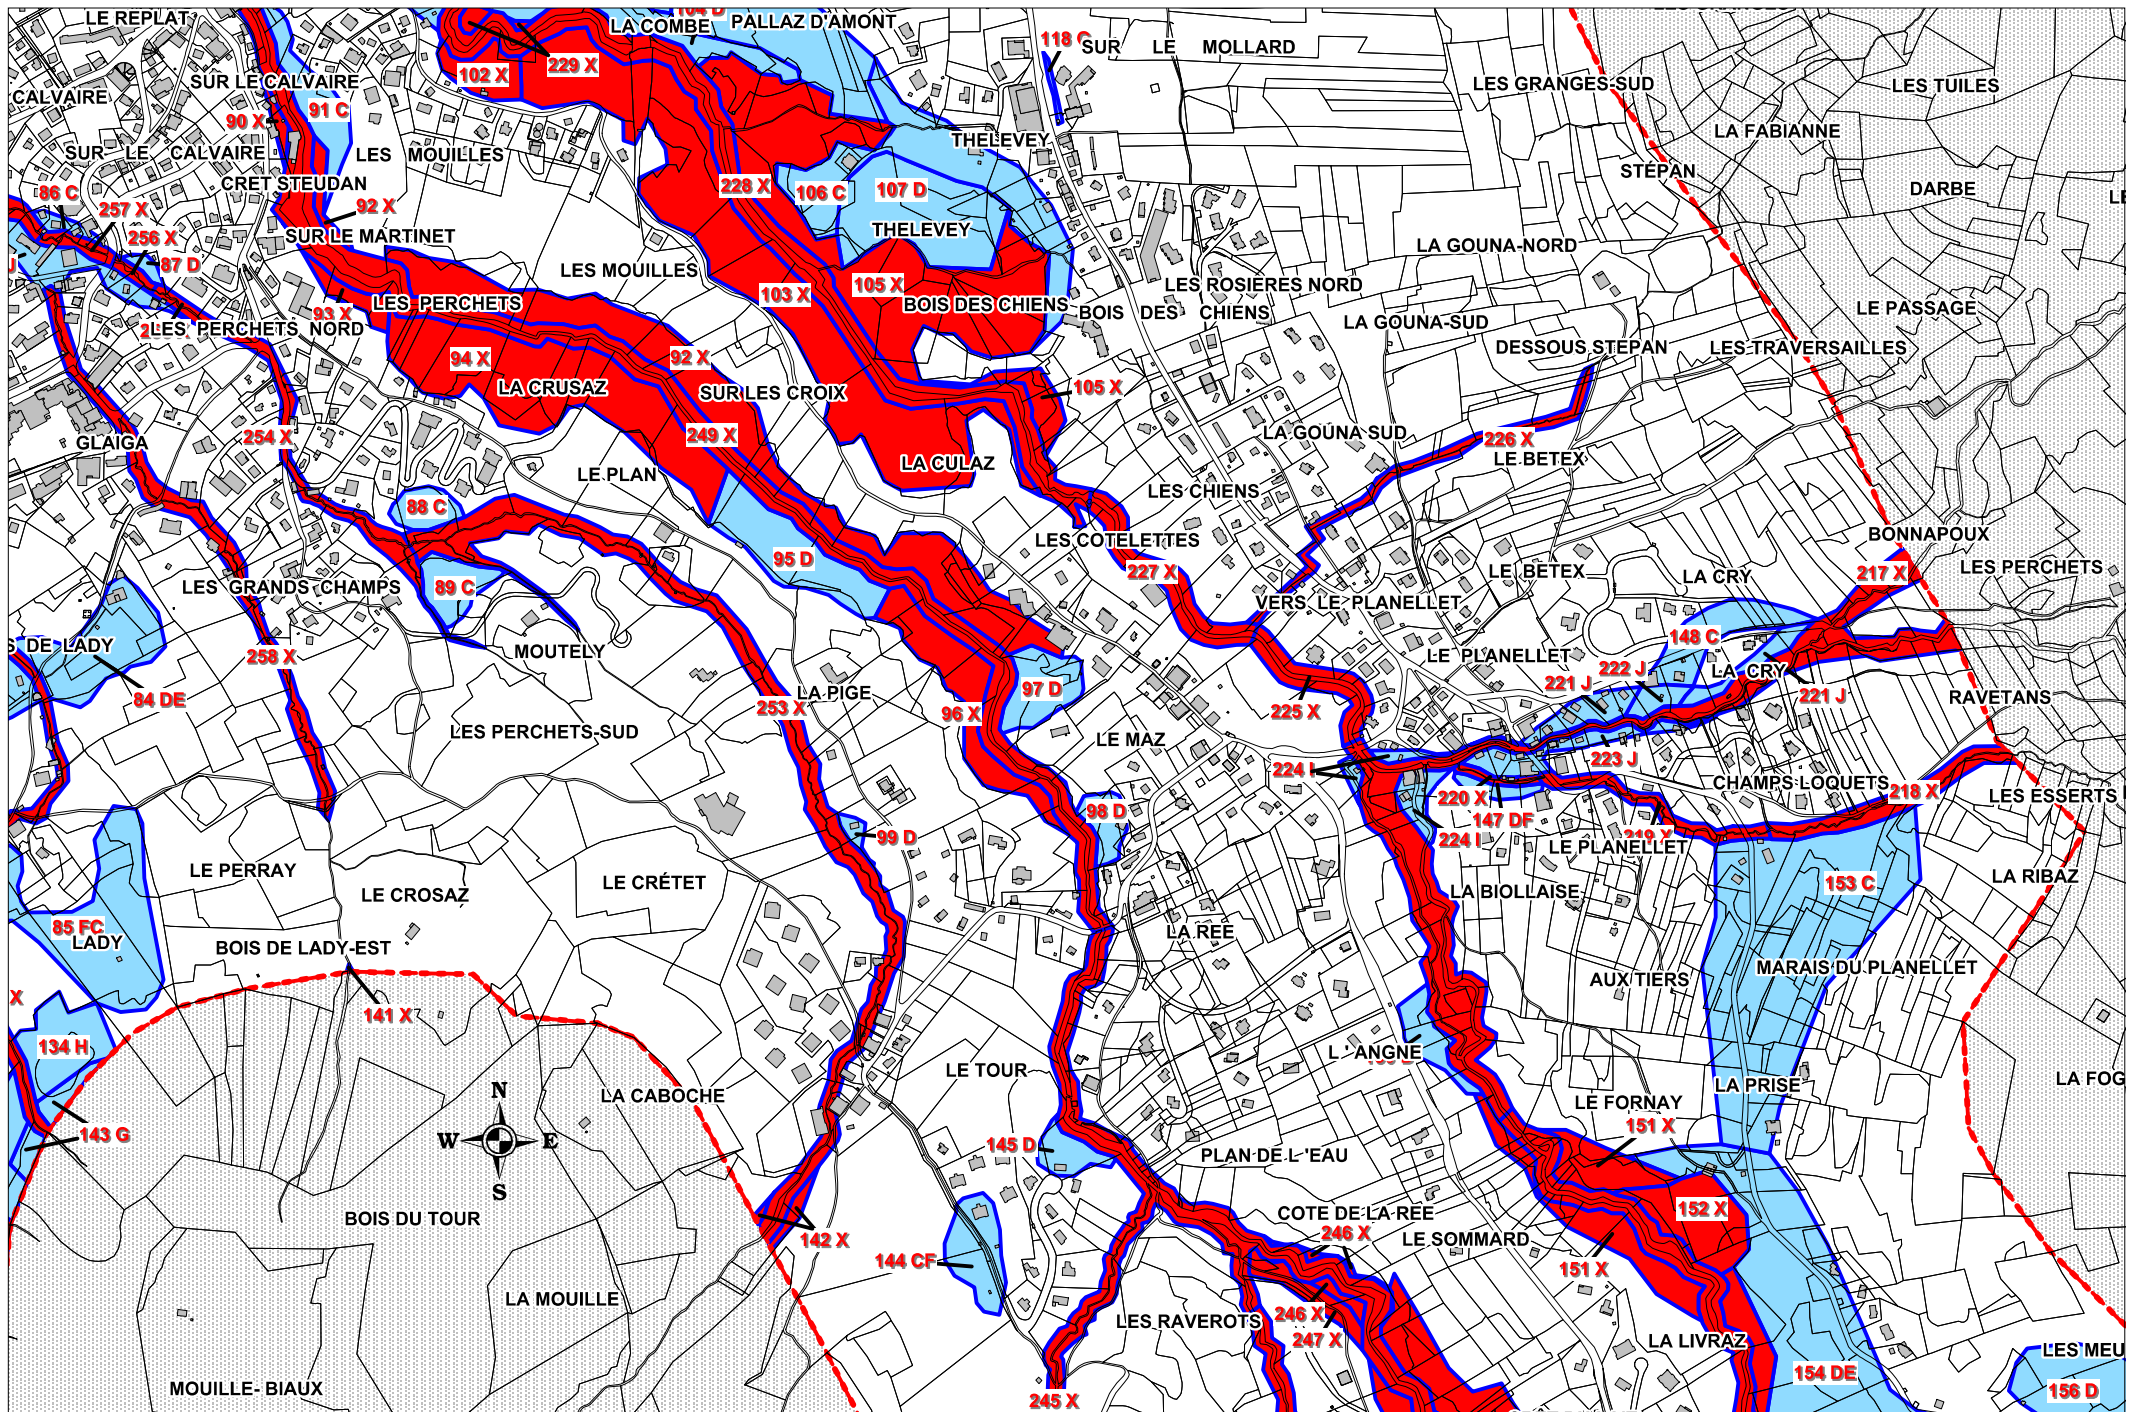 LE REPLAT
LA COMBE
PALLAZ D'AMONT
104 D
118 C
SUR LE MOLLARD
102 X
229 X
SUR LE CALVAIRE
CALVAIRE
91 C
90 X
LES GRANGES-SUD
LES TUILES
LA FABIANNE
THELEVEY
SUR LE CALVAIRE
LES MOUILLES
STÉPAN
CRET STEUDAN
86 C
257 X
92 X
228 X
106 C
107 D
DARBE
256 X
SUR LE MARTINET
THELEVEY
LA GOUNA-NORD
87 D
LES MOUILLES
103 X
105 X
LES ROSIERES NORD
93 X
LES PERCHETS
BOIS DES CHIENS
BOIS DES CHIENS
LE PASSAGE
LES PERCHETS NORD
LA GOUNA-SUD
94 X
92 X
DESSOUS STEPAN
LES TRAVERSAILLES
LA CRUSAZ
SUR LES CROIX
105 X
GLAIGA
254 X
249 X
LA GOUNA SUD
226 X
LE PLAN
LA CULAZ
LE BETEX
88 C
LES CHIENS
95 D
LES COTELETTES
BONNAPOUX
LES GRANDS CHAMPS
89 C
227 X
LE BETEX
LA CRY
217 X
LES PERCHETS
VERS LE PLANELLET
S DE LADY
258 X
MOUTELY
LE PLANELLET
148 C
84 DE
LA PIGE
97 D
222 J
LA CRY
253 X
96 X
225 X
221 J
221 J
RAVETANS
LES PERCHETS-SUD
LE MAZ
223 J
224 I
CHAMPS LOQUETS
218 X
220 X
LES ESSERTS
98 D
147 DF
219 X
99 D
224 I
LE PLANELLET
LE PERRAY
LE CROSAZ
LE CRÉTET
LA BIOLLAISE
153 C
LA RIBAZ
85 FC
LADY
BOIS DE LADY-EST
LA REE
AUX TIERS
MARAIS DU PLANELLET
X
141 X
134 H
L'ANGNE
LE TOUR
LA PRISE
LA FOG
LA CABOCHE
LE FORNAY
N
W E
S
143 G
151 X
145 D
PLAN DE L'EAU
BOIS DU TOUR
142 X
COTE DE LA REE
152 X
246 X
LE SOMMARD
144 CF
151 X
LA MOUILLE
246 X
LES RAVEROTS
247 X
LA LIVRAZ
LES MEU
MOUILLE-BIAUX
245 X
154 DE
156 D